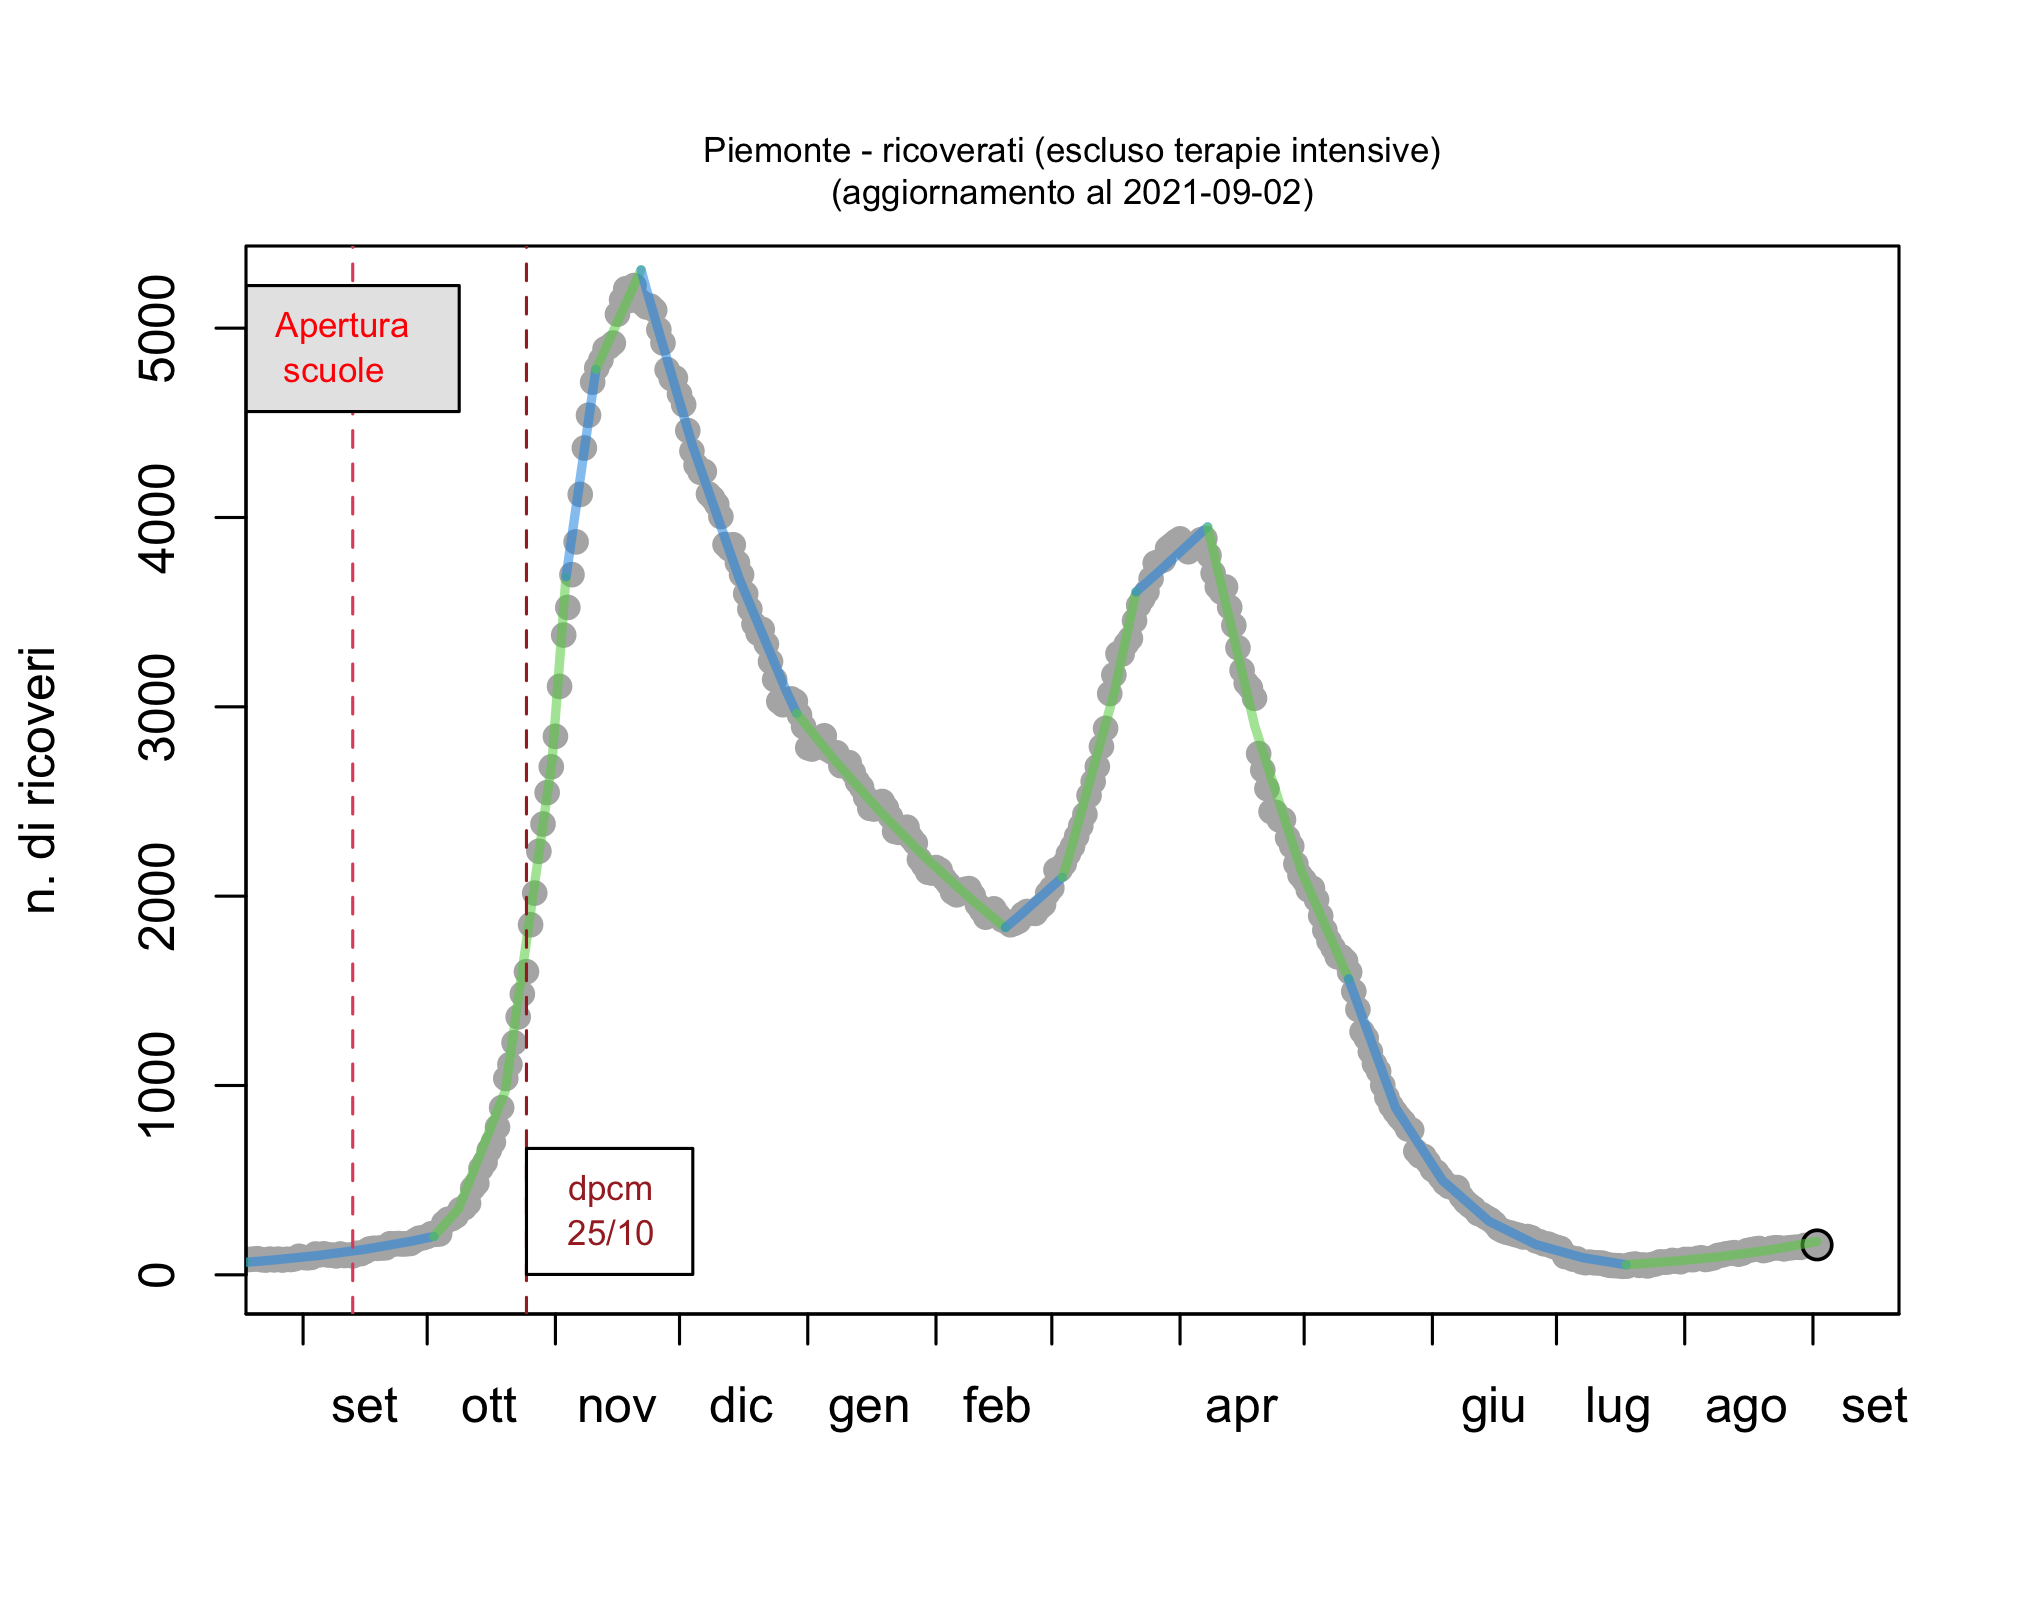 Piemonte - ricoverati (escluso terapie intensive)
(aggiornamento al 2021-09-02)
Apertura
scuole
dpcm
25/10
n. di ricoveri
5000
4000
3000
2000
1000
0
set ott nov dic gen feb apr giu lug ago set